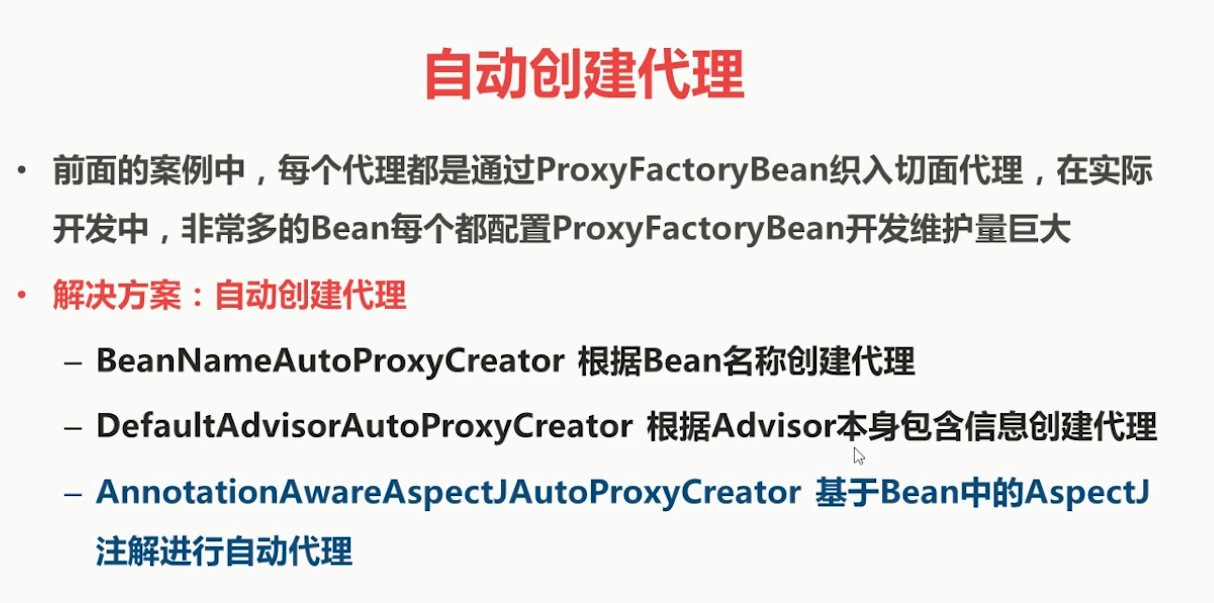 自动创建代理
• 前面的案例中，每个代理都是通过ProxyFactoryBean织入切面代理，在实际
开发中，非常多的Bean每个都配置ProxyFactoryBean开发维护量巨大
• 解决方案：自动创建代理
– BeanNameAutoProxyCreator 根据Bean名称创建代理
– DefaultAdvisorAutoProxyCreator 根据Advisor本身包含信息创建代理
– AnnotationAwareAspectJAutoProxyCreator 基于Bean中的AspectJ
注解进行自动代理